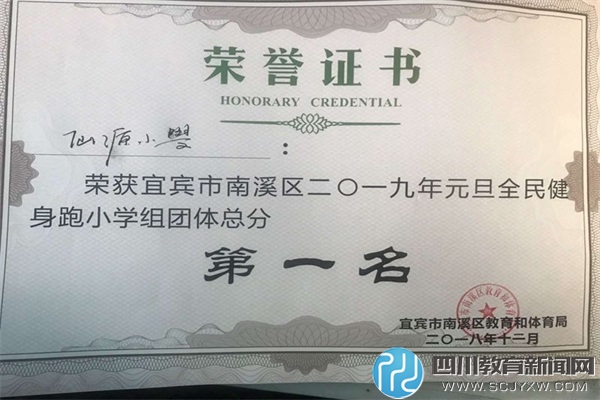 荣誉证书
HONORARY CREDENTIAL
仙源小学：
荣获宜宾市南溪区二〇一九年元旦全民健
身跑小学组团体总分
第一名
宜宾市南溪区教育和体育局
二〇一八年十二月
四川教育新闻网
WWW.SCJYXW.COM